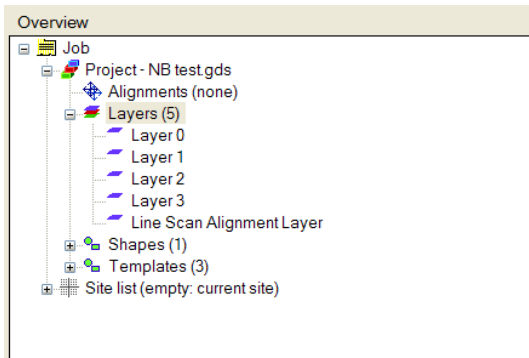 Overview
Job
Project - NB test.gds
Alignments (none)
Layers (5)
Layer 0
Layer 1
Layer 2
Layer 3
Line Scan Alignment Layer
Shapes (1)
Templates (3)
Site list (empty: current site)